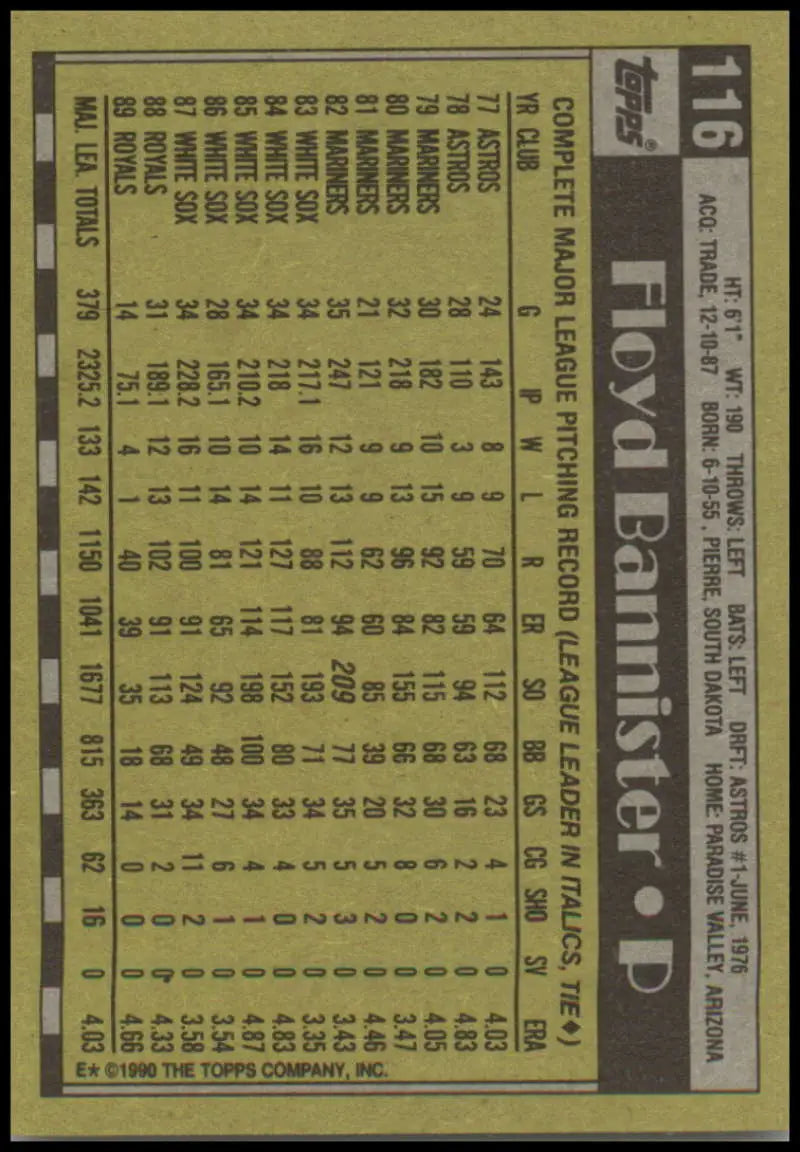 116
HT: 6'1" WT: 190 THROWS: LEFT BATS: LEFT DRFT: ASTROS #1-JUNE, 1976
ACQ: TRADE, 12-10-87 BORN: 6-10-55, PIERRE, SOUTH DAKOTA HOME: PARADISE VALLEY, ARIZONA
TOPPS®
Floyd Bannister • P
COMPLETE MAJOR LEAGUE PITCHING RECORD (LEAGUE LEADER IN ITALICS, TIE♦)
YR CLUB G IP W L R ER SO BB GS CG SHO SV ERA
77 ASTROS 24 143 8 9 70 64 112 68 23 4 1 0 4.03
78 ASTROS 28 110 3 9 59 59 94 63 16 2 2 0 4.83
79 MARINERS 30 182 10 15 92 82 115 68 30 6 2 0 4.05
80 MARINERS 32 218 9 13 96 84 155 66 32 8 0 0 3.47
81 MARINERS 21 121 9 9 62 60 85 39 20 5 2 0 4.46
82 MARINERS 35 247 12 13 112 94 209 77 35 5 3 0 3.43
83 WHITE SOX 34 217.1 16 10 88 81 193 71 34 5 2 0 3.35
84 WHITE SOX 34 218 14 11 127 117 152 80 33 4 0 0 4.83
85 WHITE SOX 34 210.2 10 14 121 114 198 100 34 4 1 0 4.87
86 WHITE SOX 28 165.1 10 14 81 65 92 48 27 6 1 0 3.54
87 WHITE SOX 34 228.2 16 11 100 91 124 49 34 11 2 0 3.58
88 ROYALS 31 189.1 12 13 102 91 113 68 31 2 0 0 4.33
89 ROYALS 14 75.1 4 1 40 39 35 18 14 0 0 0 4.66
MAJ. LEA. TOTALS 379 2325.2 133 142 1150 1041 1677 815 363 62 16 0 4.03
E* ©1990 THE TOPPS COMPANY, INC.